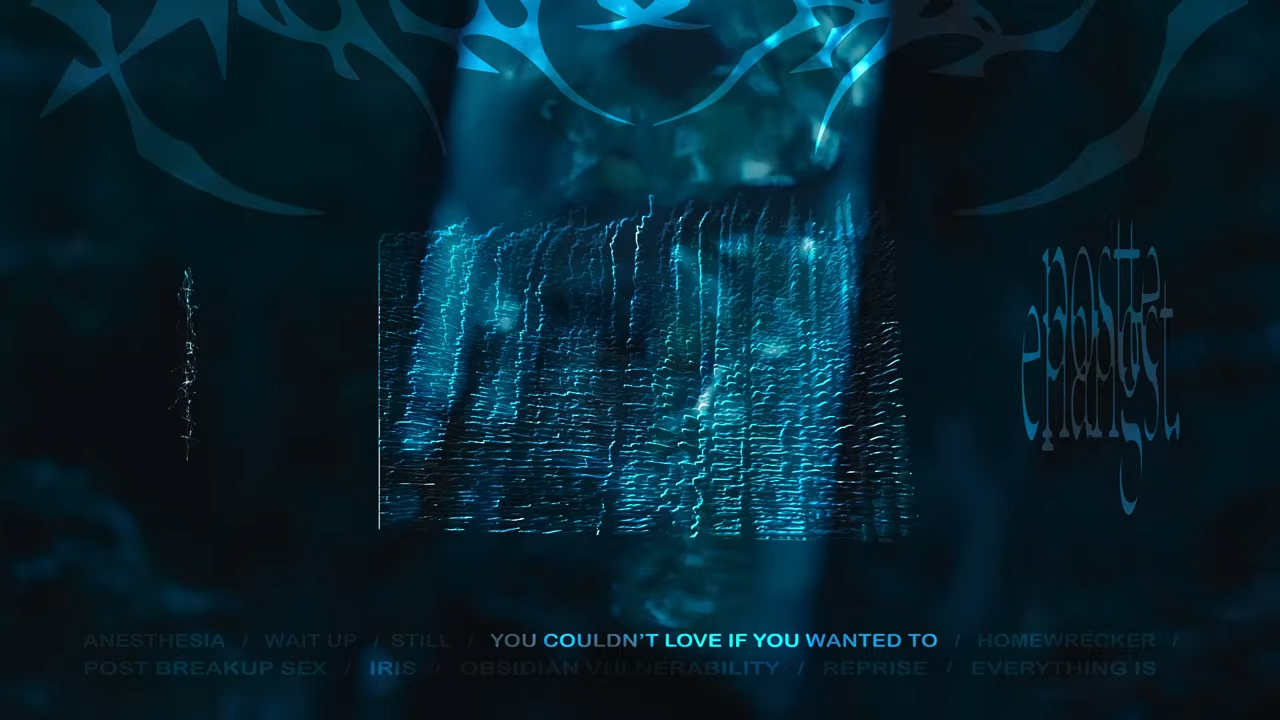 ANESTHESIA / WAIT UP / STILL / YOU COULDN'T LOVE IF YOU WANTED TO / HOMEWRECKER /
POST BREAKUP SEX / IRIS / OBSIDIAN VULNERABILITY / REPRISE / EVERYTHING IS